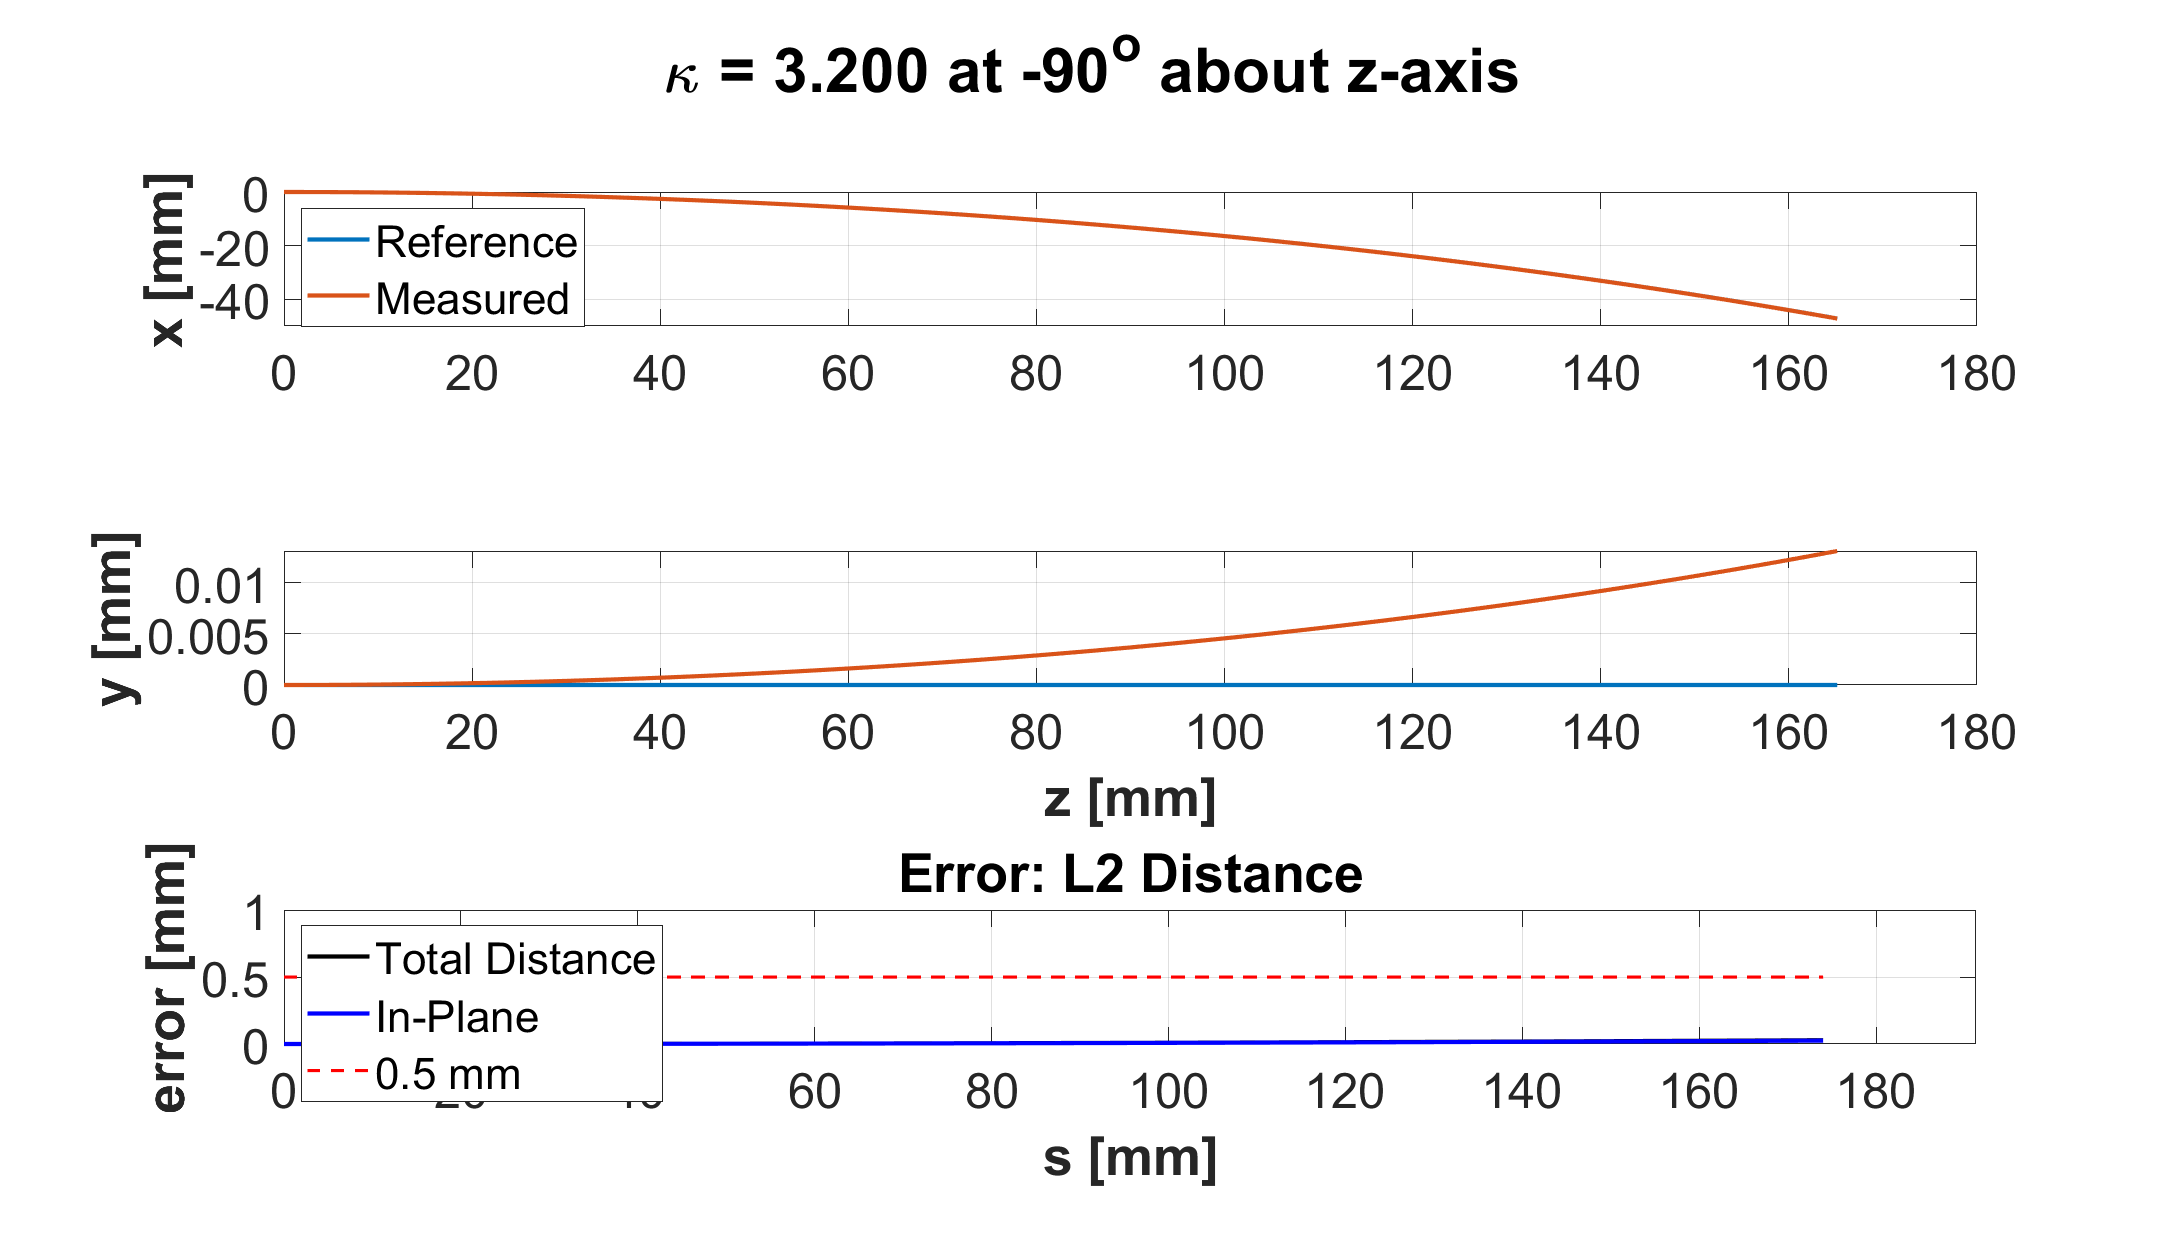 κ = 3.200 at -90° about z-axis
x [mm]
0
-20
-40
Reference
Measured
0 20 40 60 80 100 120 140 160 180
y [mm]
0.01
0.005
0
0 20 40 60 80 100 120 140 160 180
z [mm]
Error: L2 Distance
error [mm]
1
0.5
0
Total Distance
In-Plane
0.5 mm
0 60 80 100 120 140 160 180
s [mm]